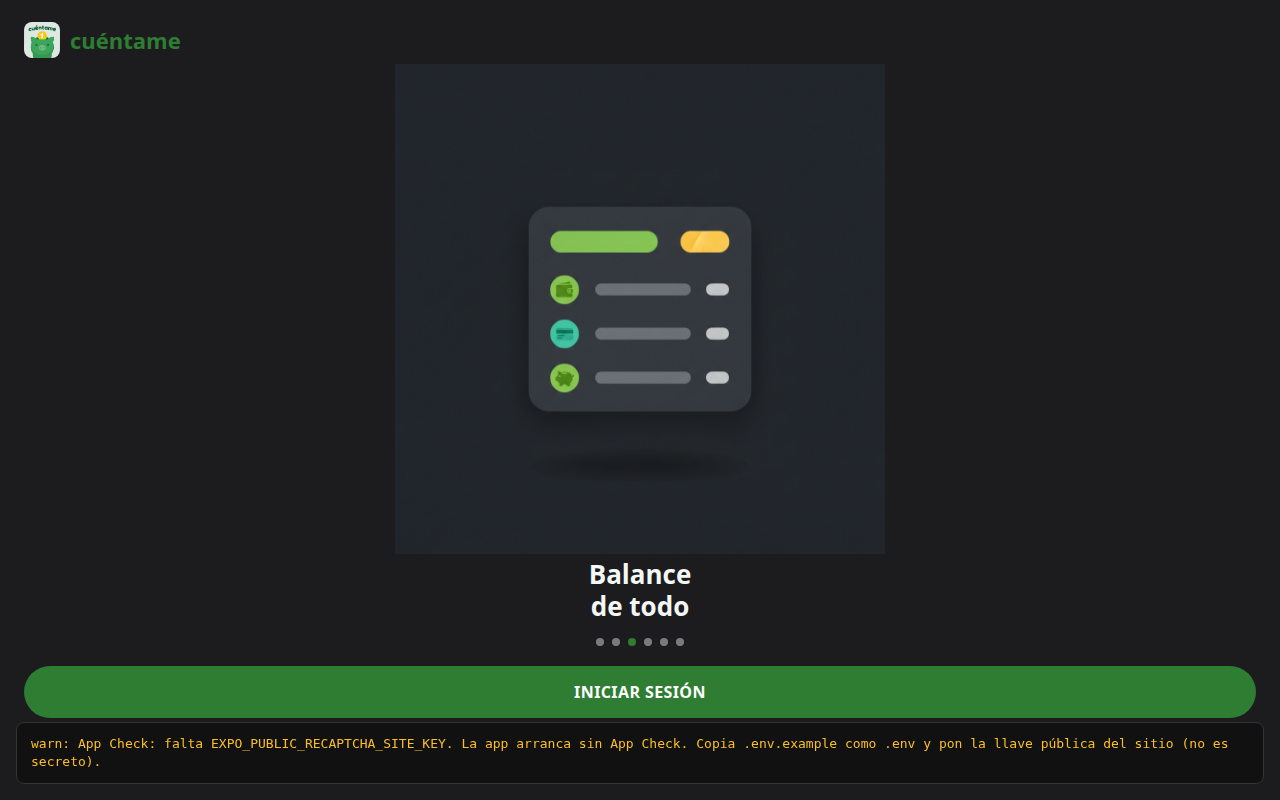 cuéntame
cuéntame
Balance
de todo
INICIAR SESIÓN
warn: App Check: falta EXPO_PUBLIC_RECAPTCHA_SITE_KEY. La app arranca sin App Check. Copia .env.example como .env y pon la llave pública del sitio (no es
secreto).